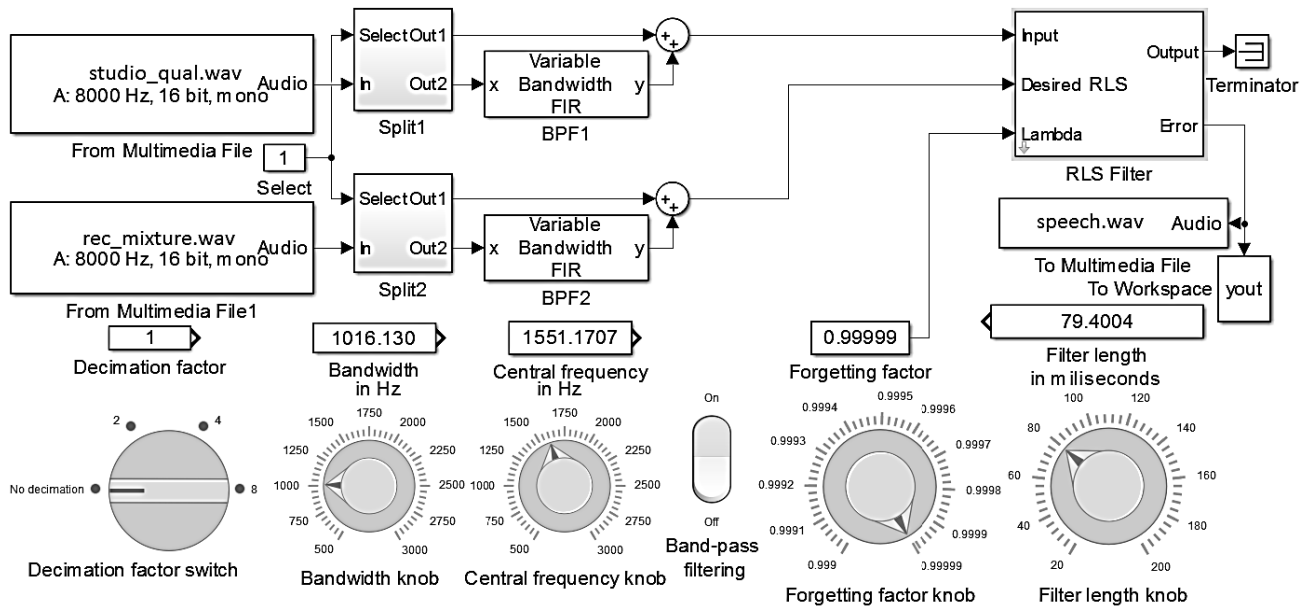 studio_qual.wav
A: 8000 Hz, 16 bit, mono
Audio
From Multimedia File
1
Select
rec_mixture.wav
A: 8000 Hz, 16 bit, mono
Audio
From Multimedia File1
Select
Out1
In
Out2
Split1
Select
Out1
In
Out2
Split2
x
Variable
Bandwidth
FIR
y
BPF1
x
Variable
Bandwidth
FIR
y
BPF2
+
+
+
+
Input
Desired RLS
Lambda
Output
Error
RLS Filter
Terminator
speech.wav
Audio
To Multimedia File
To Workspace
yout
1
Decimation factor
1016.130
Bandwidth
in Hz
1551.1707
Central frequency
in Hz
0.99999
Forgetting factor
79.4004
Filter length
in miliseconds
No decimation
2
4
8
Decimation factor switch
500
750
1000
1250
1500
1750
2000
2250
2500
2750
3000
Bandwidth knob
500
750
1000
1250
1500
1750
2000
2250
2500
2750
3000
Central frequency knob
On
Off
Band-pass
filtering
0.999
0.9991
0.9992
0.9993
0.9994
0.9995
0.9996
0.9997
0.9998
0.9999
0.99999
Forgetting factor knob
20
40
60
80
100
120
140
160
180
200
Filter length knob